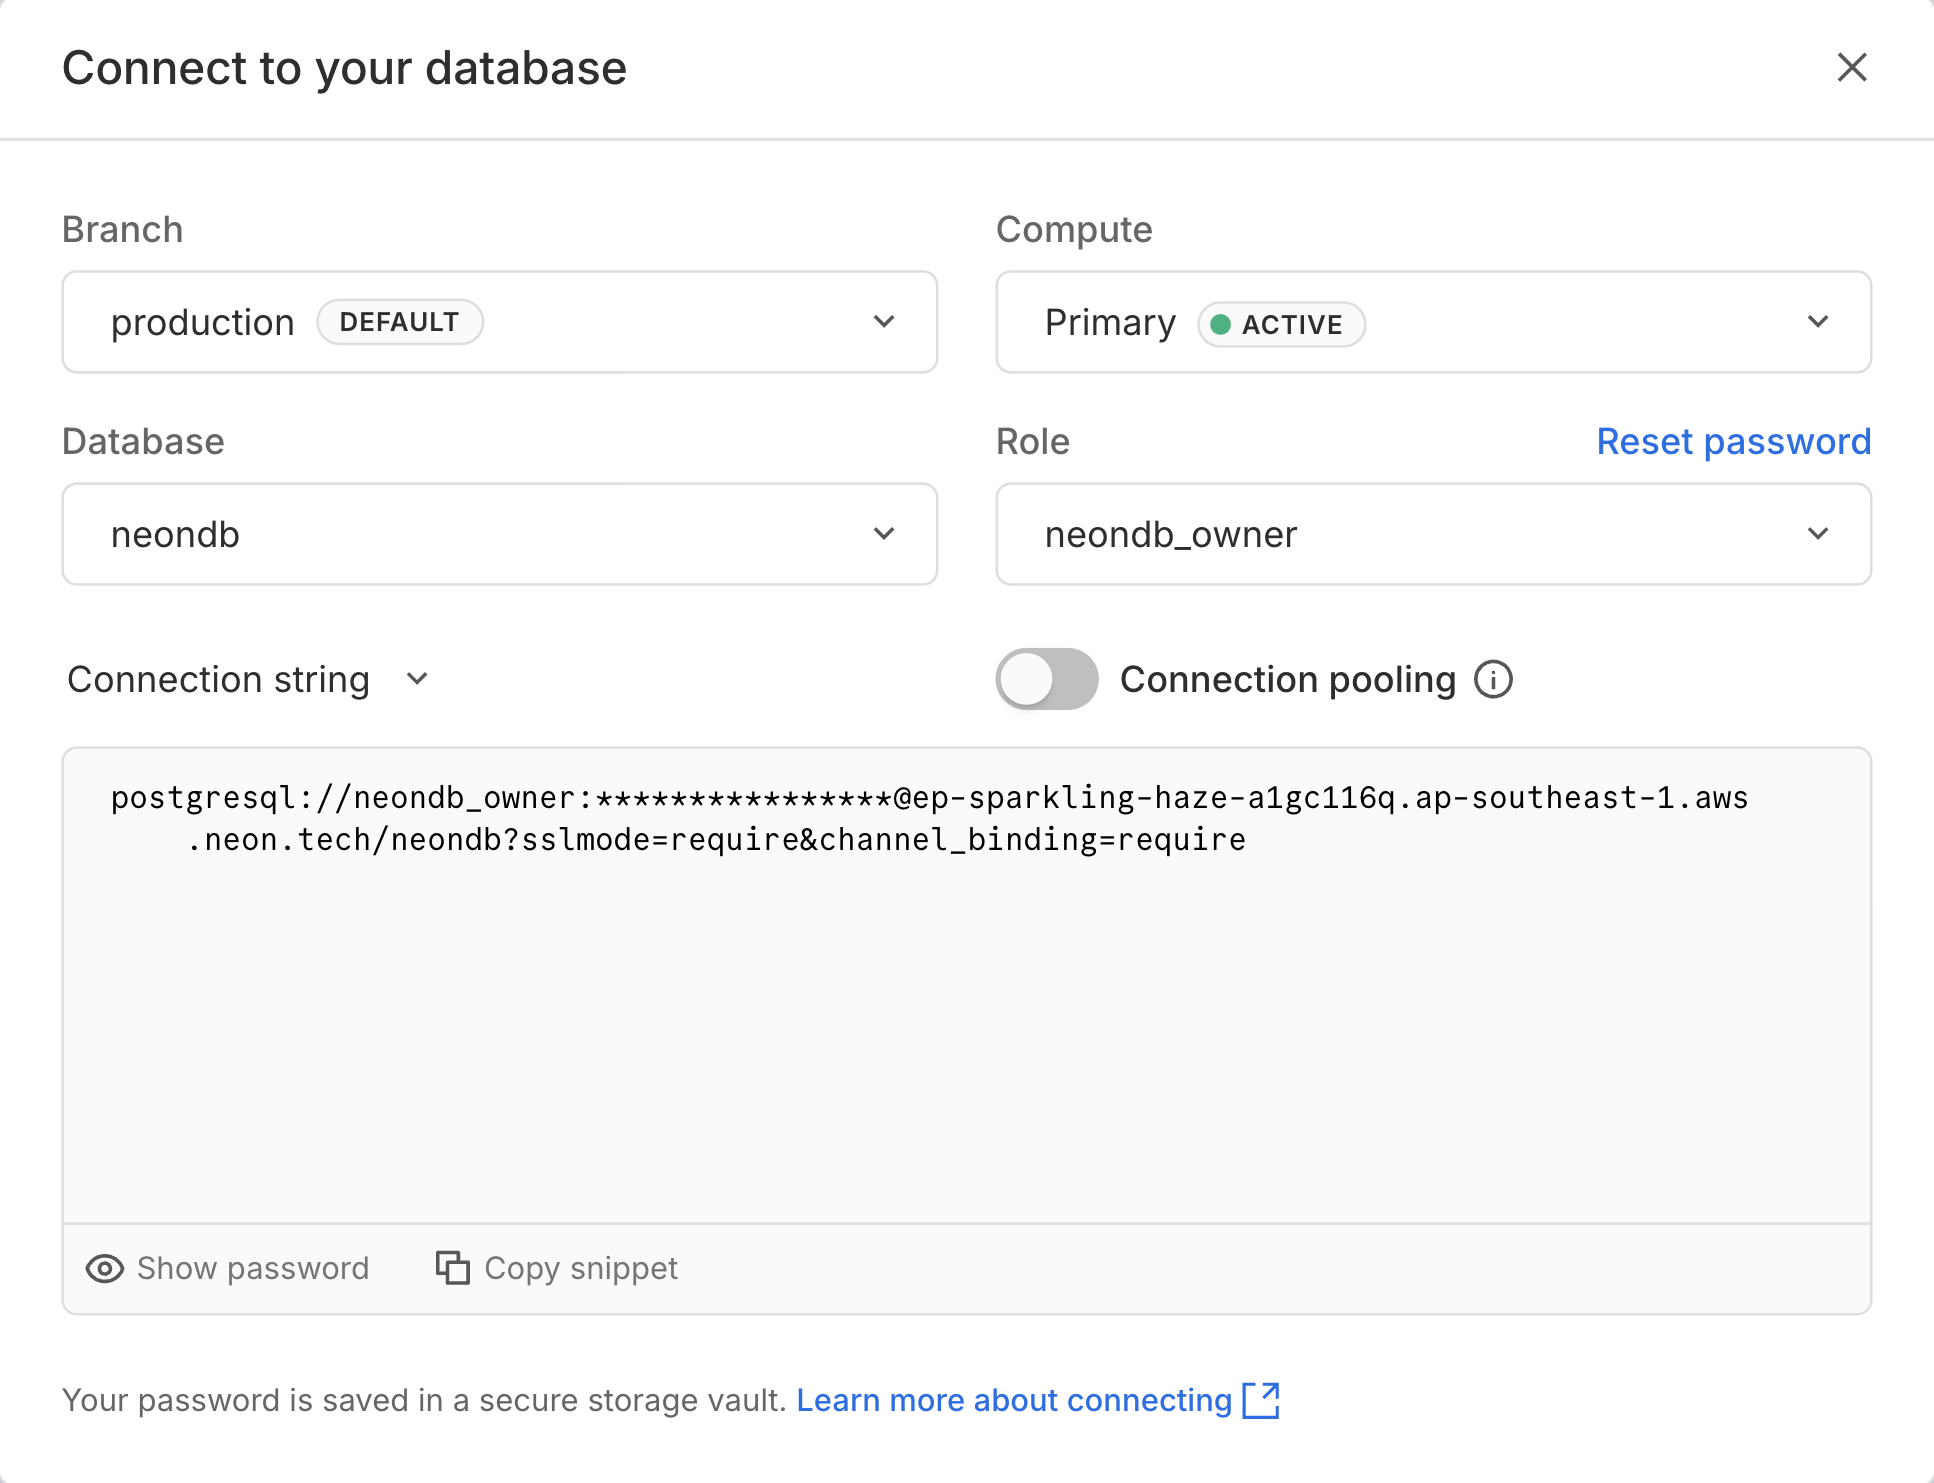 Connect to your database
Branch
Compute
production DEFAULT
Primary ACTIVE
Database
Role
Reset password
neondb
neondb_owner
Connection string
Connection pooling
postgresql://neondb_owner:****************@ep-sparkling-haze-a1gc116q.ap-southeast-1.aws
.neon.tech/neondb?sslmode=require&channel_binding=require
Show password
Copy snippet
Your password is saved in a secure storage vault. Learn more about connecting